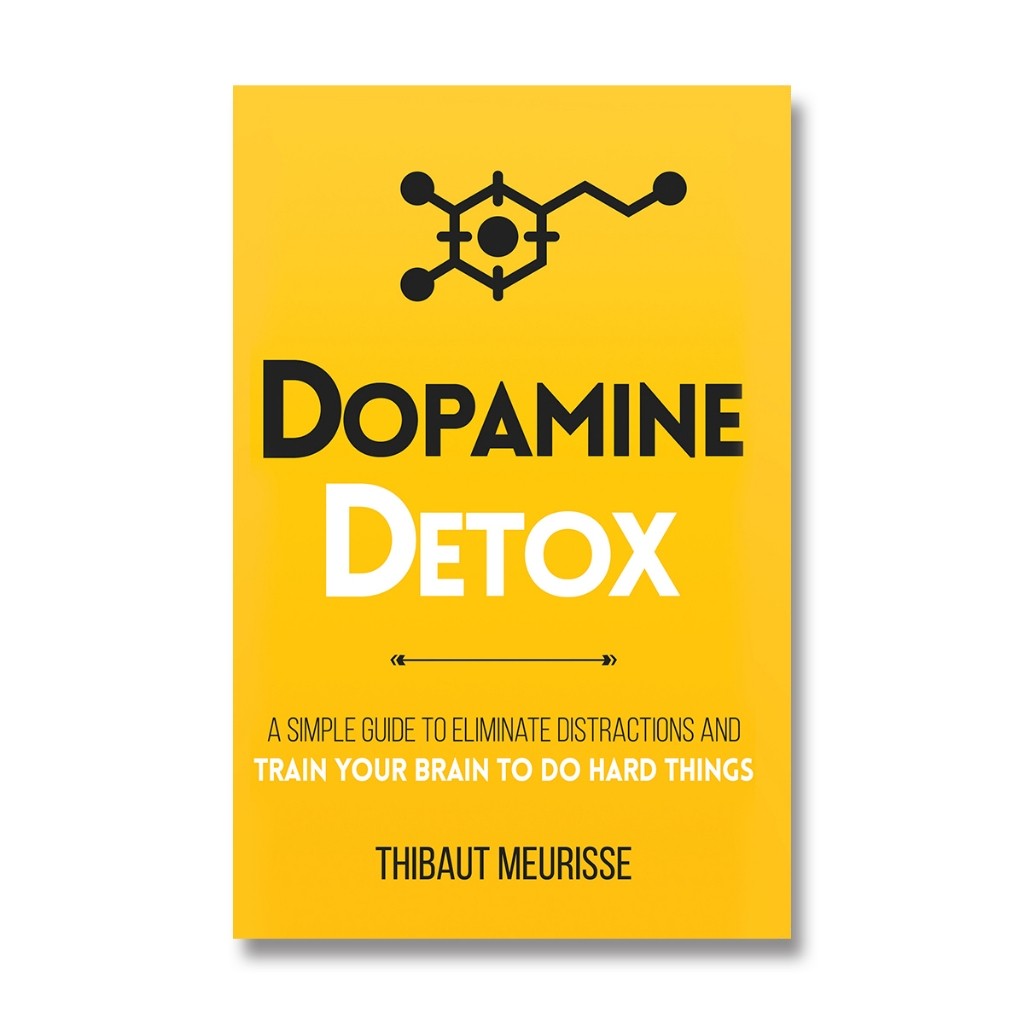 DOPAMINE
DETOX
A SIMPLE GUIDE TO ELIMINATE DISTRACTIONS AND
TRAIN YOUR BRAIN TO DO HARD THINGS
THIBAUT MEURISSE